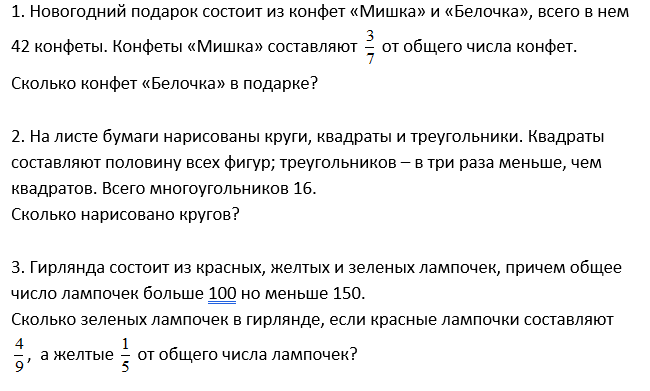 1. Новогодний подарок состоит из конфет «Мишка» и «Белочка», всего в нем
42 конфеты. Конфеты «Мишка» составляют 3/7 от общего числа конфет.
Сколько конфет «Белочка» в подарке?
2. На листе бумаги нарисованы круги, квадраты и треугольники. Квадраты
составляют половину всех фигур; треугольников – в три раза меньше, чем
квадратов. Всего многоугольников 16.
Сколько нарисовано кругов?
3. Гирлянда состоит из красных, желтых и зеленых лампочек, причем общее
число лампочек больше 100 но меньше 150.
Сколько зеленых лампочек в гирлянде, если красные лампочки составляют
4/9, а желтые 1/5 от общего числа лампочек?